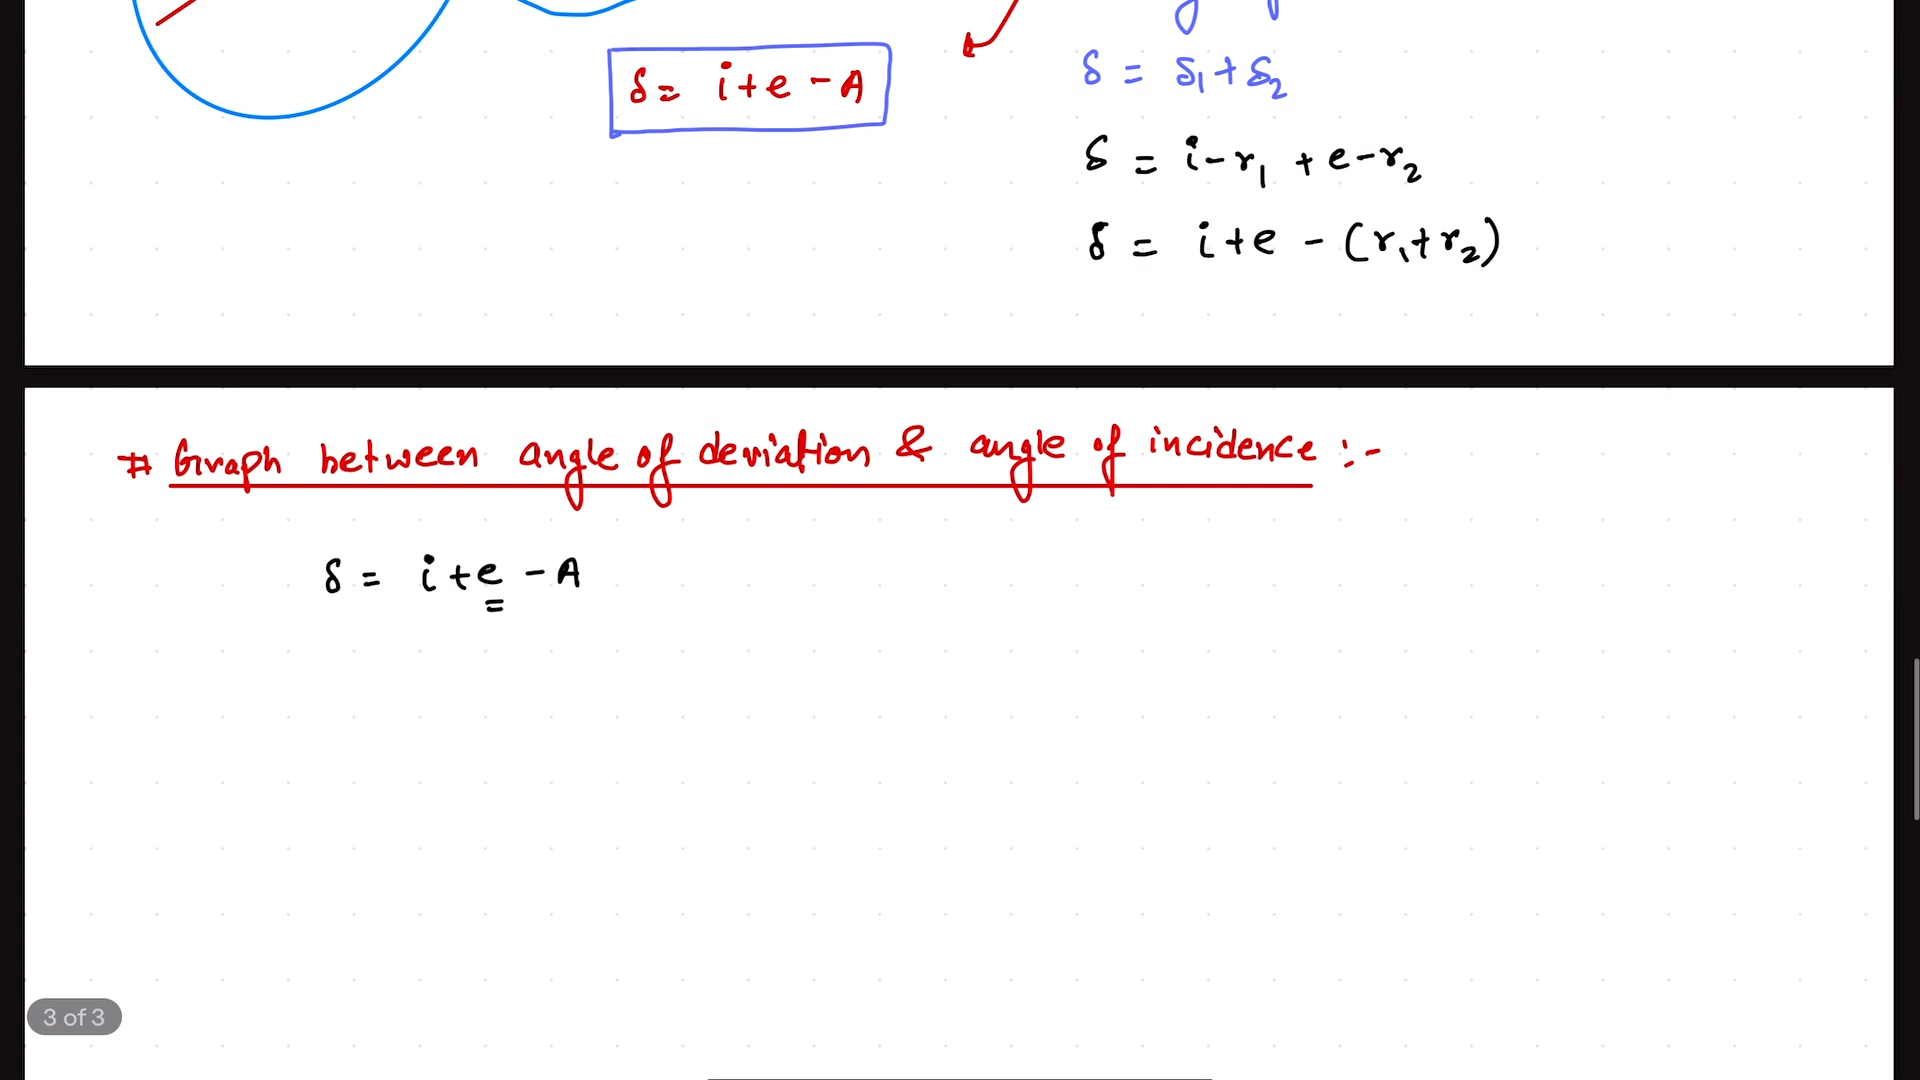 δ = δ₁ + δ₂
δ = i + e - A
δ = i - r₁ + e - r₂
δ = i + e - (r₁ + r₂)
# Graph between angle of deviation & angle of incidence :-
δ = i + e - A
3 of 3